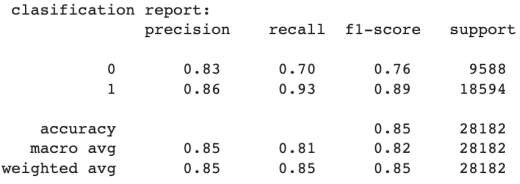 clasification report:
precision recall f1-score support
0 0.83 0.70 0.76 9588
1 0.86 0.93 0.89 18594
accuracy 0.85 28182
macro avg 0.85 0.81 0.82 28182
weighted avg 0.85 0.85 0.85 28182